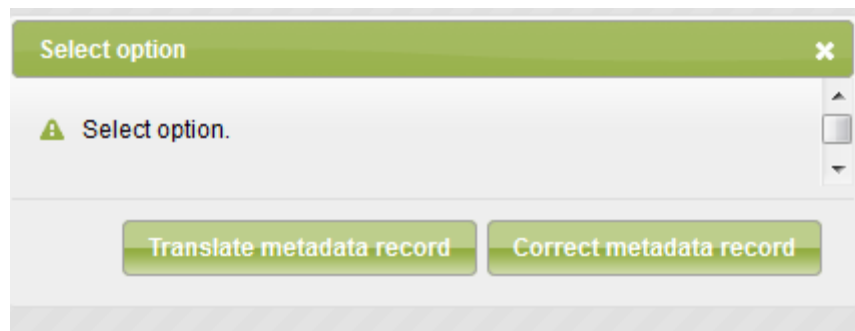 Select option
Select option.
Translate metadata record Correct metadata record